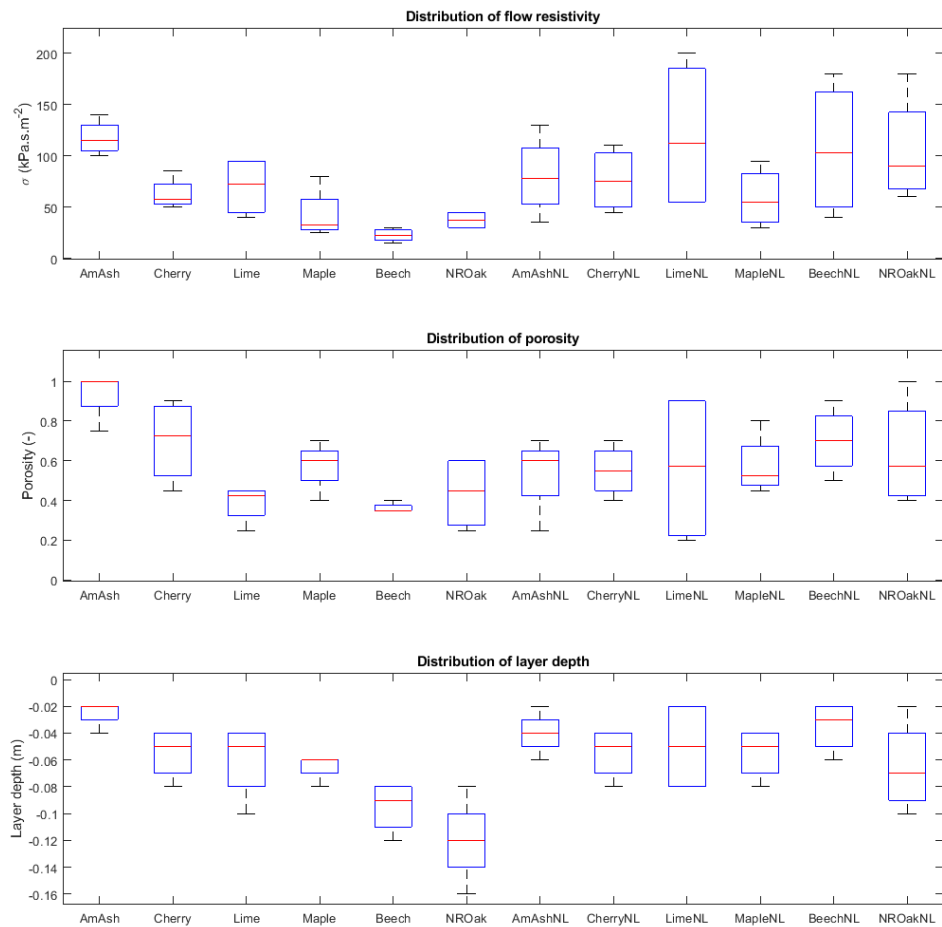 Distribution of flow resistivity
σ (kPa.s.m-2)
200
150
100
50
0
AmAsh Cherry Lime Maple Beech NROak AmAshNL CherryNL LimeNL MapleNL BeechNL NROakNL
Distribution of porosity
Porosity (-)
1
0.8
0.6
0.4
0.2
0
AmAsh Cherry Lime Maple Beech NROak AmAshNL CherryNL LimeNL MapleNL BeechNL NROakNL
Distribution of layer depth
Layer depth (m)
0
-0.02
-0.04
-0.06
-0.08
-0.1
-0.12
-0.14
-0.16
AmAsh Cherry Lime Maple Beech NROak AmAshNL CherryNL LimeNL MapleNL BeechNL NROakNL